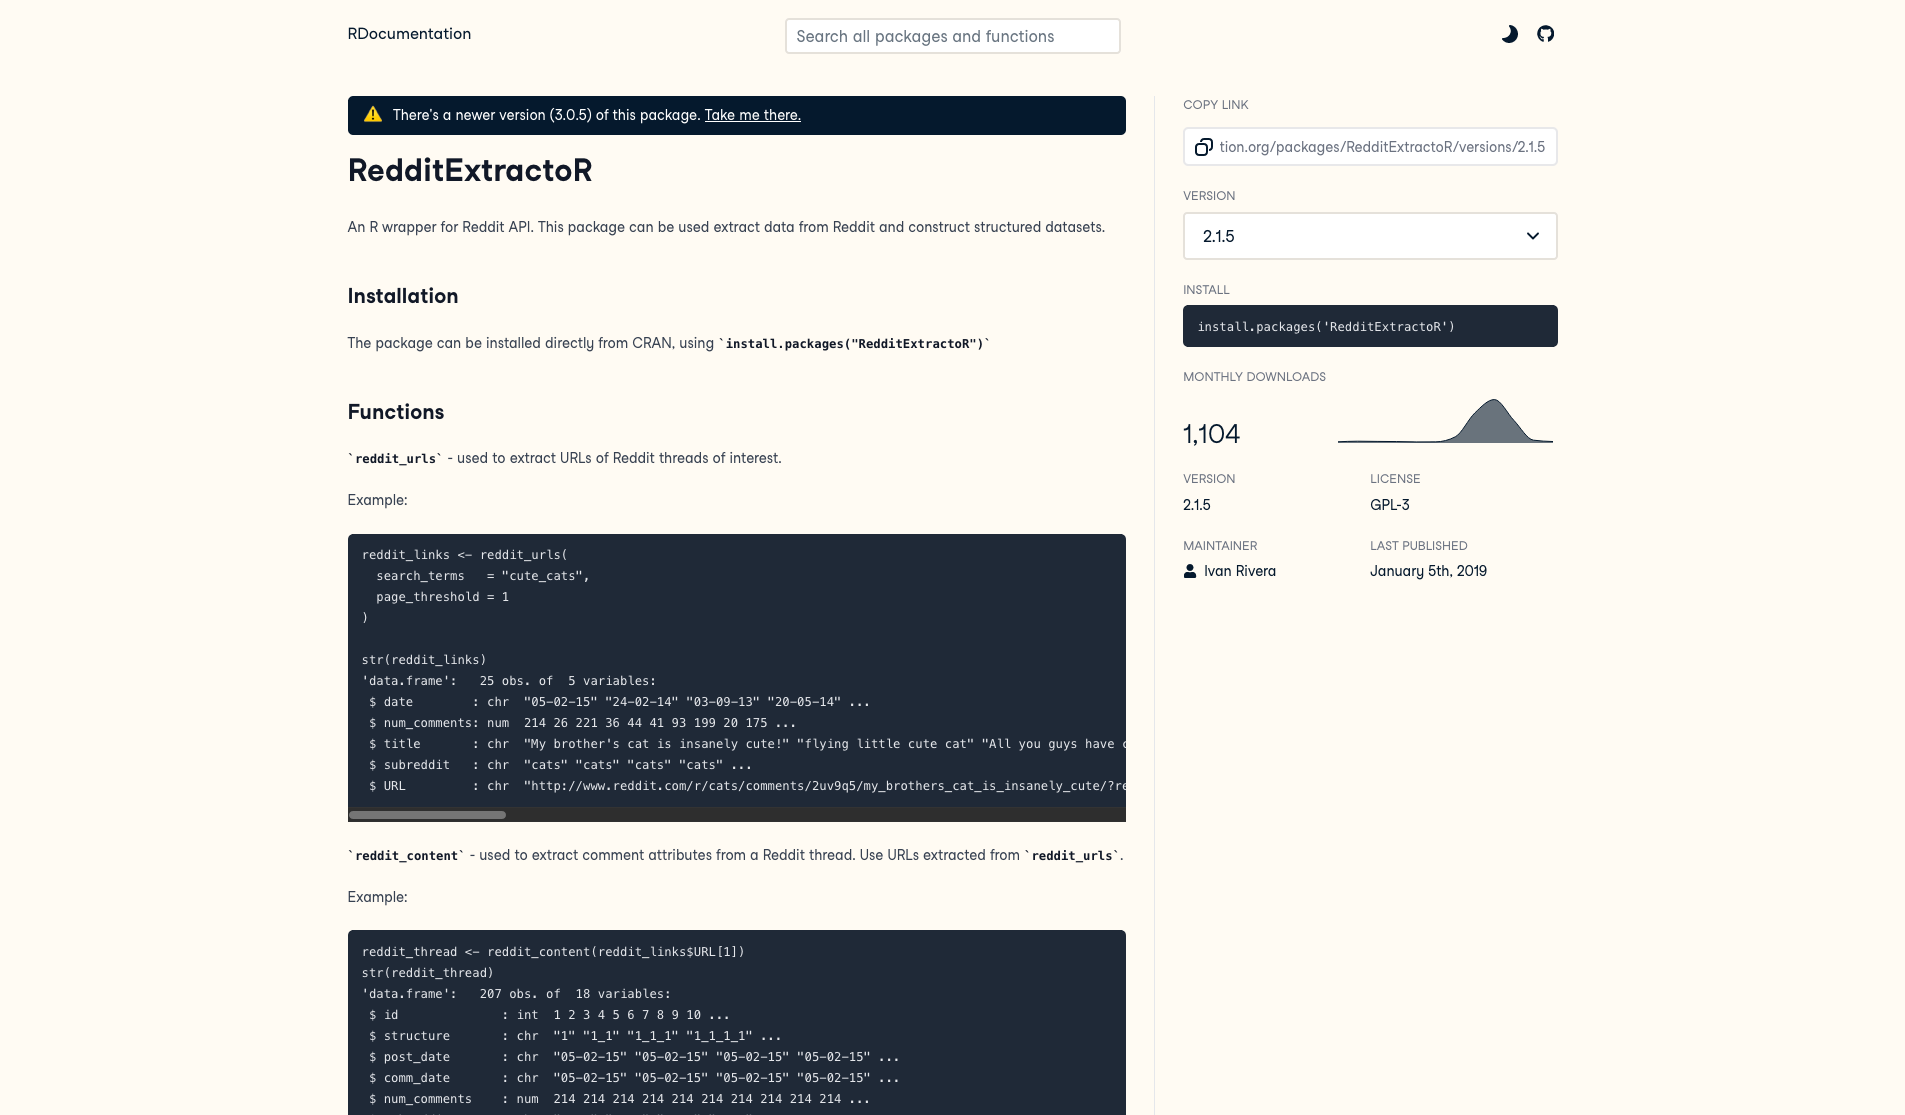 RDocumentation
Search all packages and functions
There's a newer version (3.0.5) of this package. Take me there.
RedditExtractoR
An R wrapper for Reddit API. This package can be used extract data from Reddit and construct structured datasets.
Installation
The package can be installed directly from CRAN, using `install.packages("RedditExtractoR")`
Functions
`reddit_urls` - used to extract URLs of Reddit threads of interest.
Example:
reddit_links <- reddit_urls(
  search_terms   = "cute_cats",
  page_threshold = 1
)
str(reddit_links)
'data.frame':   25 obs. of  5 variables:
 $ date        : chr  "05-02-15" "24-02-14" "03-09-13" "20-05-14" ...
 $ num_comments: num  214 26 221 36 44 41 93 199 20 175 ...
 $ title       : chr  "My brother's cat is insanely cute!" "flying little cute cat" "All you guys have
 $ subreddit   : chr  "cats" "cats" "cats" "cats" ...
 $ URL         : chr  "http://www.reddit.com/r/cats/comments/2uv9q5/my_brothers_cat_is_insanely_cute/?re
`reddit_content` - used to extract comment attributes from a Reddit thread. Use URLs extracted from `reddit_urls`.
Example:
reddit_thread <- reddit_content(reddit_links$URL[1])
str(reddit_thread)
'data.frame':   207 obs. of  18 variables:
 $ id              : int  1 2 3 4 5 6 7 8 9 10 ...
 $ structure       : chr  "1" "1_1" "1_1_1" "1_1_1_1" ...
 $ post_date       : chr  "05-02-15" "05-02-15" "05-02-15" "05-02-15" ...
 $ comm_date       : chr  "05-02-15" "05-02-15" "05-02-15" "05-02-15" ...
 $ num_comments    : num  214 214 214 214 214 214 214 214 214 214 ...
COPY LINK
tion.org/packages/RedditExtractoR/versions/2.1.5
VERSION
2.1.5
INSTALL
install.packages('RedditExtractoR')
MONTHLY DOWNLOADS
1,104
VERSION
2.1.5
LICENSE
GPL-3
MAINTAINER
Ivan Rivera
LAST PUBLISHED
January 5th, 2019